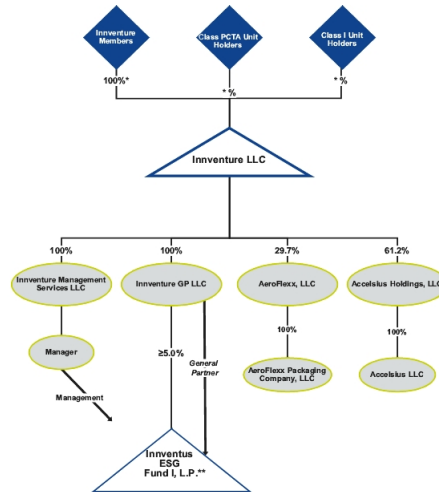 Innventure
Members
Class PCTA Unit
Holders
Class I Unit
Holders
100%*
* %
* %
Innventure LLC
100%
100%
29.7%
61.2%
Innventure Management
Services LLC
Innventure GP LLC
AeroFlexx, LLC
Accelsius Holdings, LLC
Manager
≥5.0%
General
Partner
100%
100%
AeroFlexx Packaging
Company, LLC
Accelsius LLC
Management
Innventus
ESG
Fund I, L.P.**